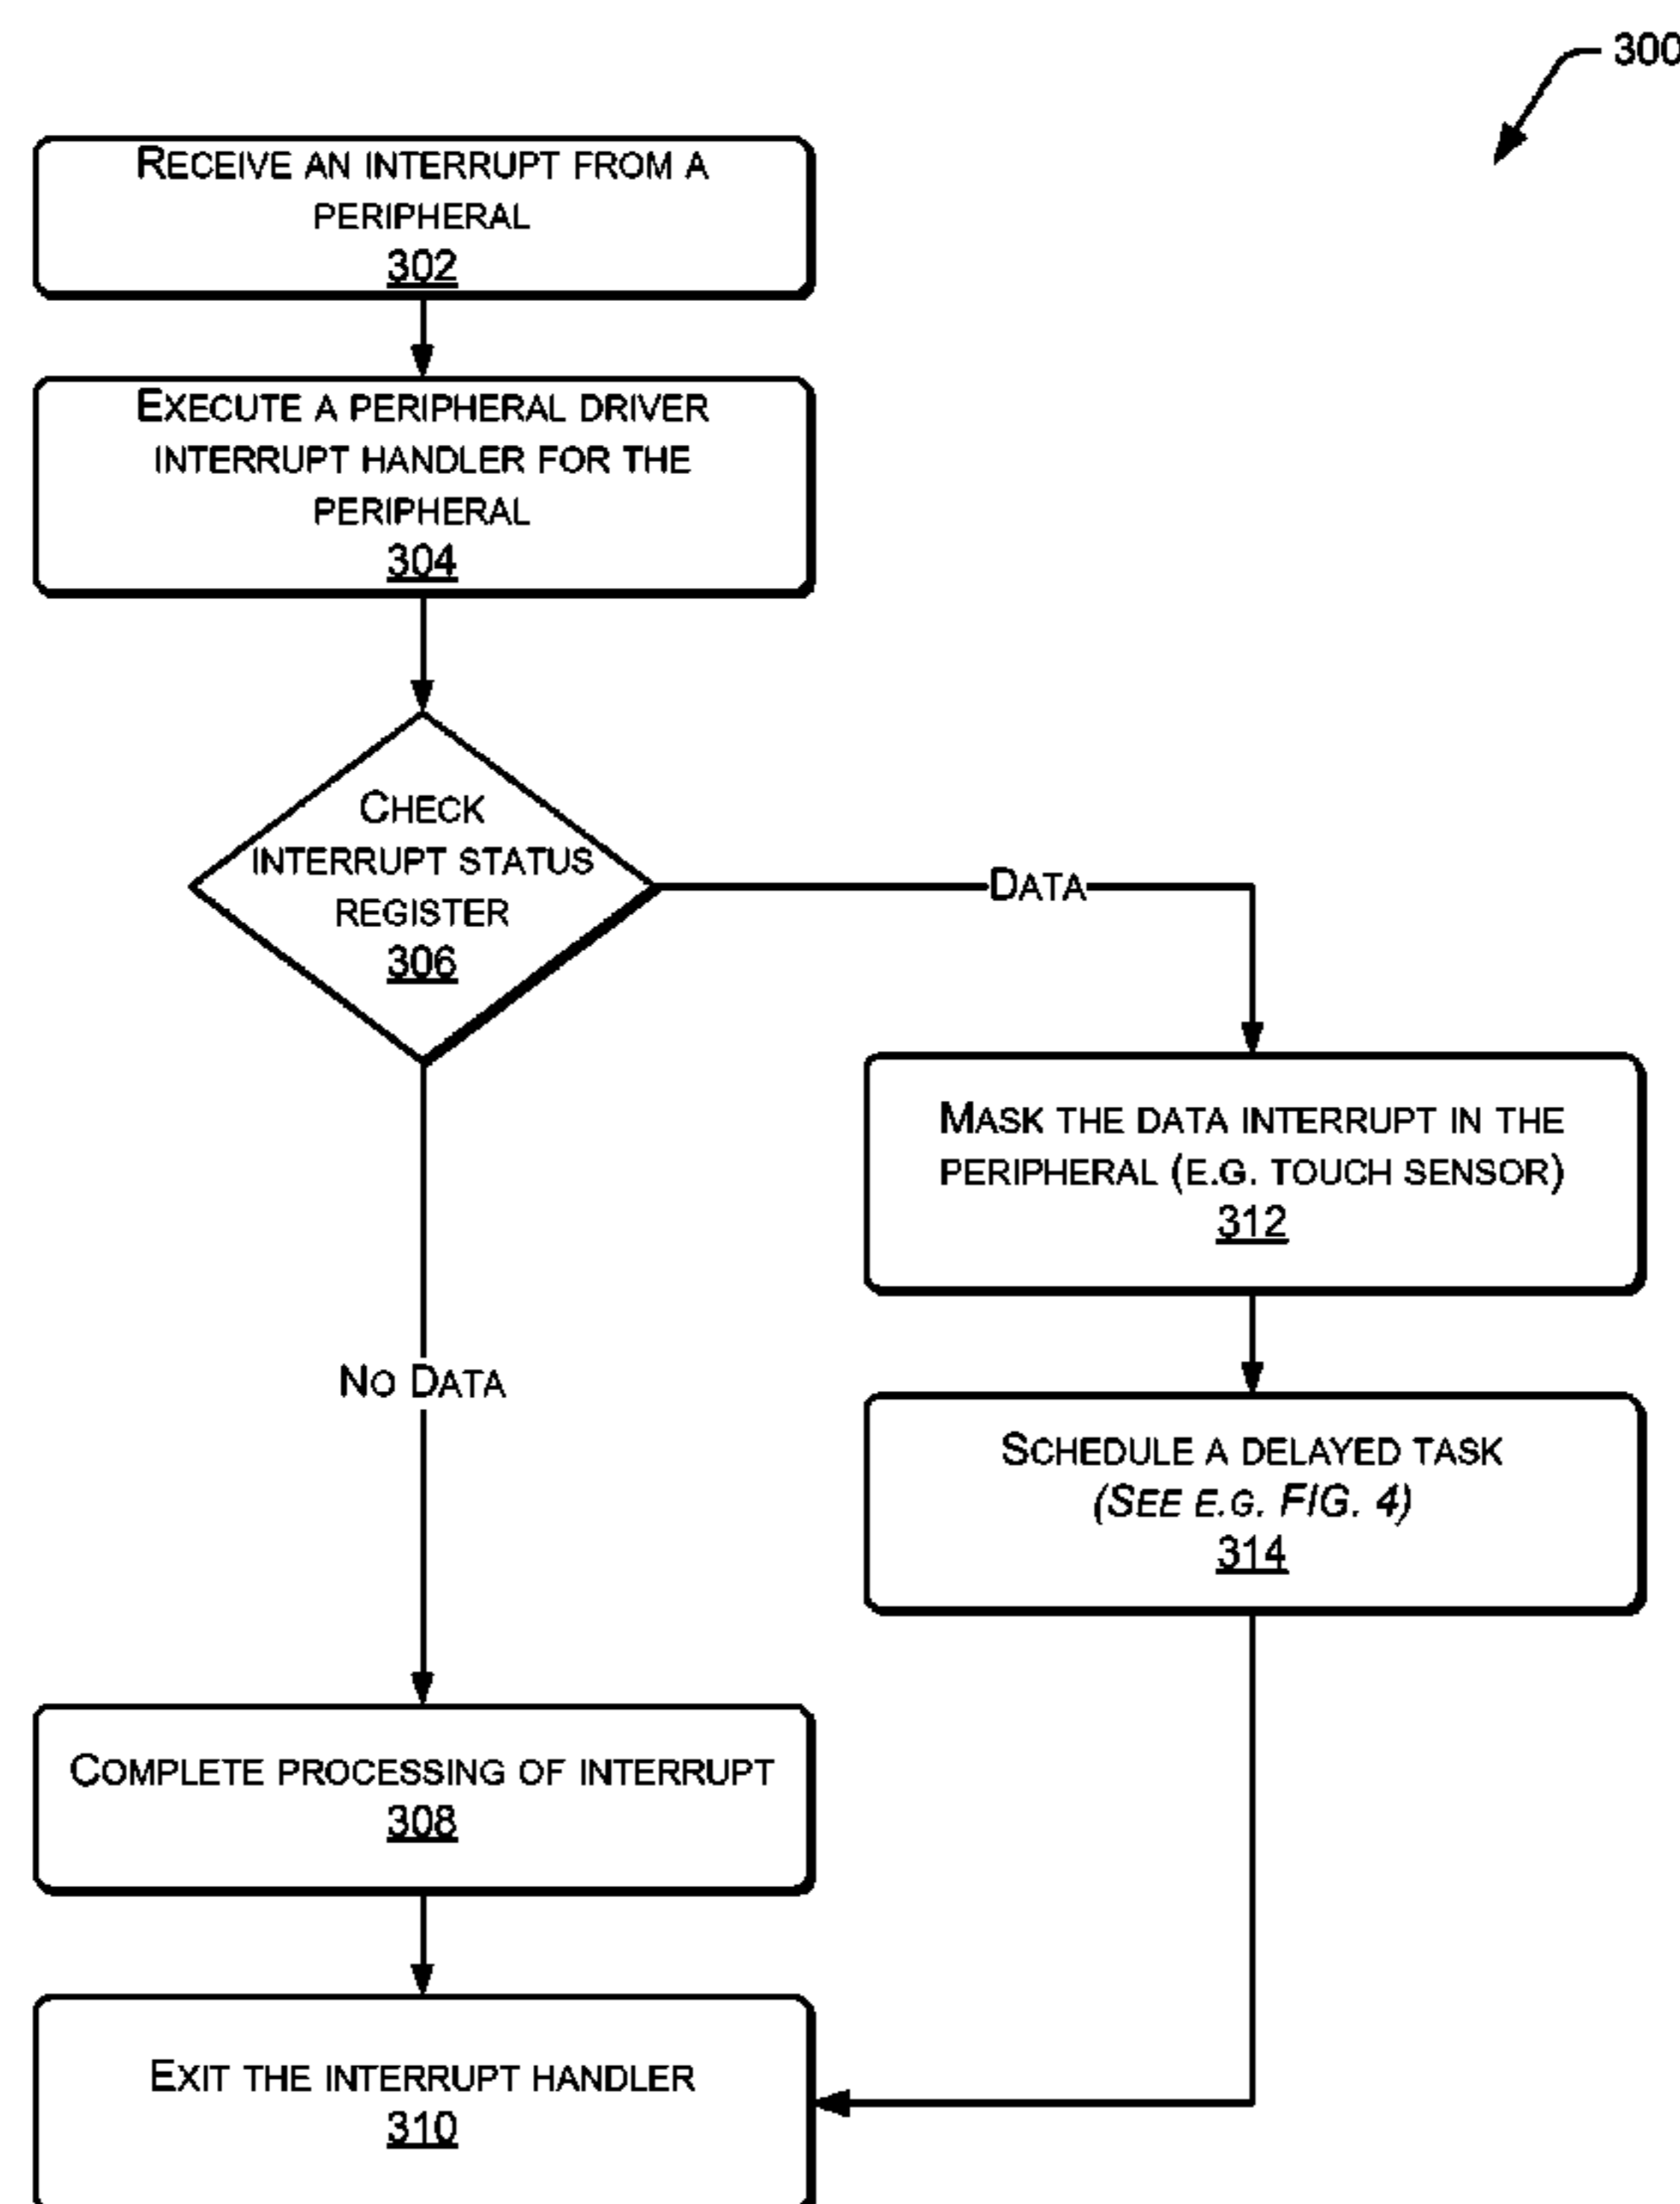 300
RECEIVE AN INTERRUPT FROM A
PERIPHERAL
302
EXECUTE A PERIPHERAL DRIVER
INTERRUPT HANDLER FOR THE
PERIPHERAL
304
CHECK
INTERRUPT STATUS
REGISTER
306
DATA
MASK THE DATA INTERRUPT IN THE
PERIPHERAL (E.G. TOUCH SENSOR)
312
NO DATA
SCHEDULE A DELAYED TASK
(SEE E.G. FIG. 4)
314
COMPLETE PROCESSING OF INTERRUPT
308
EXIT THE INTERRUPT HANDLER
310